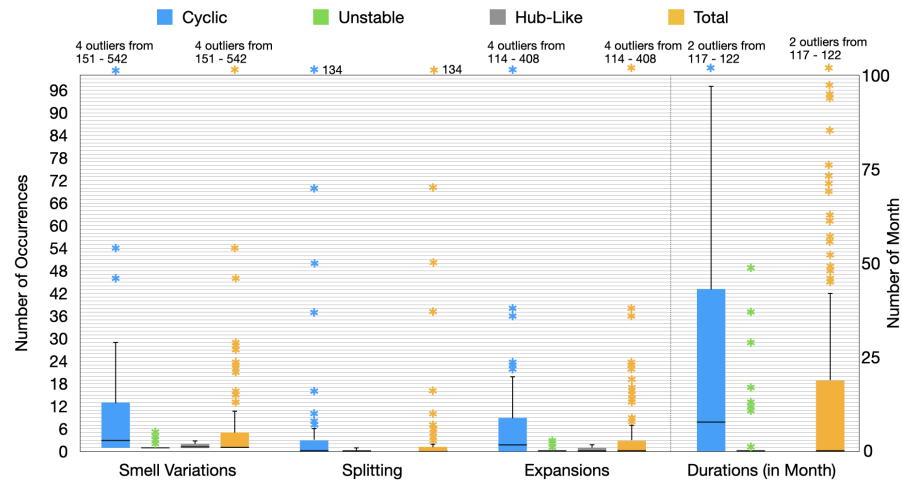 Cyclic Unstable Hub-Like Total
4 outliers from
151 - 542
4 outliers from
151 - 542
134
134
4 outliers from
114 - 408
4 outliers from
114 - 408
2 outliers from
117 - 122
2 outliers from
117 - 122
Number of Occurrences
96
90
84
78
72
66
60
54
48
42
36
30
24
18
12
6
0
100
75
50
25
0
Number of Month
Smell Variations Splitting Expansions Durations (in Month)